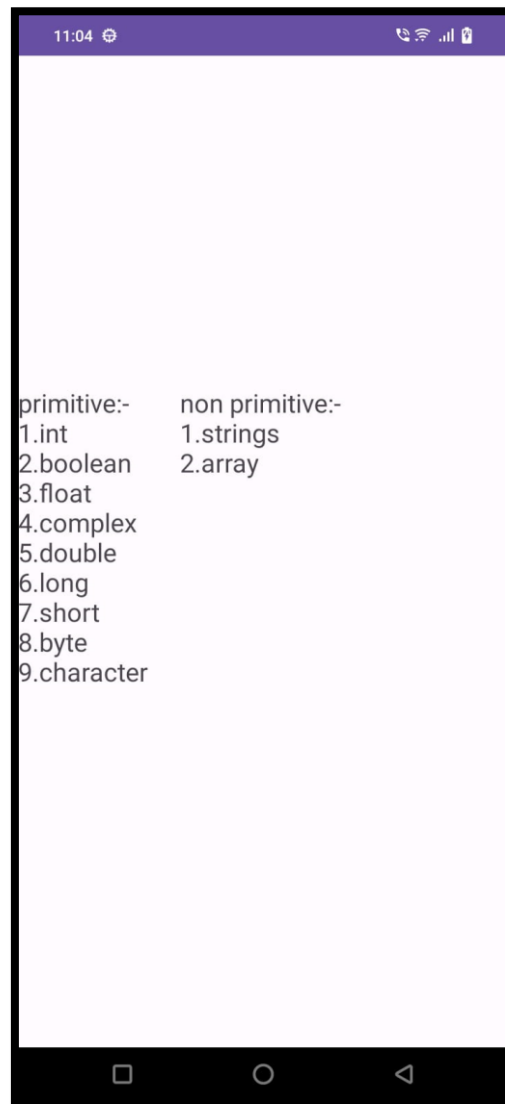 11:04
primitive:-
1.int
2.boolean
3.float
4.complex
5.double
6.long
7.short
8.byte
9.character
non primitive:-
1.strings
2.array